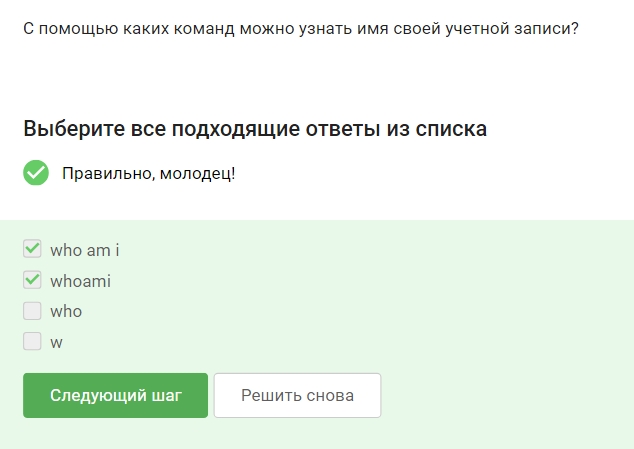 С помощью каких команд можно узнать имя своей учетной записи?
Выберите все подходящие ответы из списка
Правильно, молодец!
who am i
whoami
who
w
Следующий шаг
Решить снова